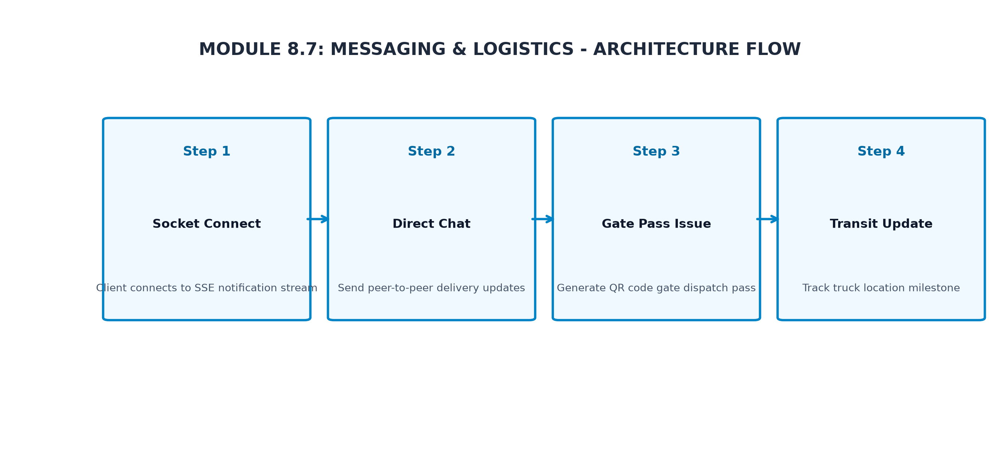 MODULE 8.7: MESSAGING & LOGISTICS - ARCHITECTURE FLOW
Step 1
Socket Connect
Client connects to SSE notification stream
Step 2
Direct Chat
Send peer-to-peer delivery updates
Step 3
Gate Pass Issue
Generate QR code gate dispatch pass
Step 4
Transit Update
Track truck location milestone